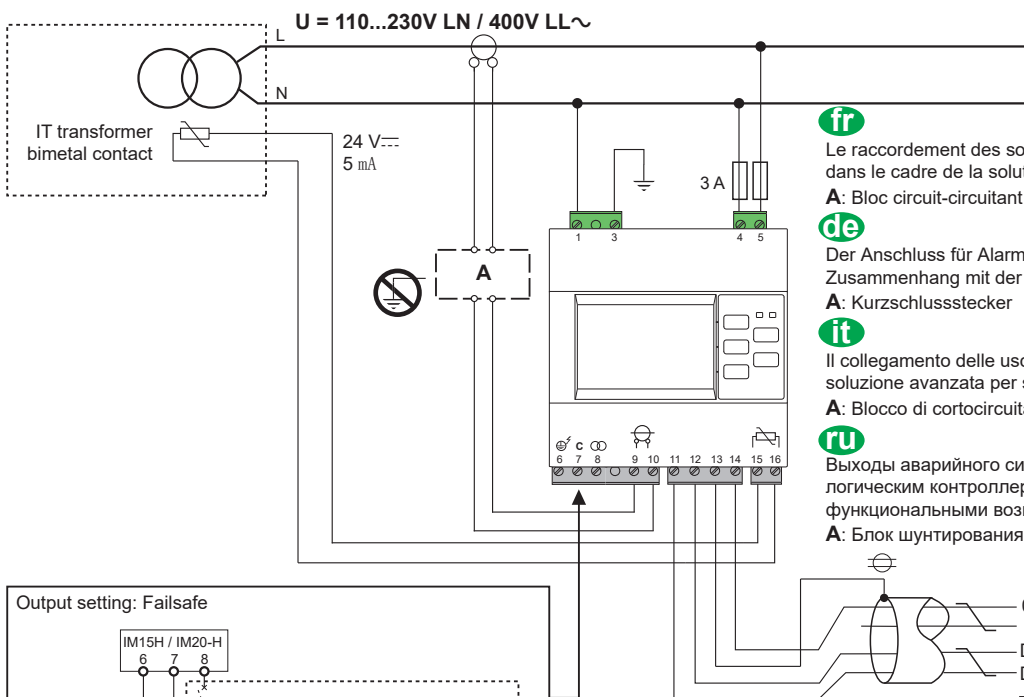 U = 110...230V LN / 400V LL∼
L
N
IT transformer
bimetal contact
24 V⎓
5 mA
3 A
1
3
4
5
A
fr
Le raccordement des so
dans le cadre de la solut
A: Bloc circuit-circuitant
de
Der Anschluss für Alarm
Zusammenhang mit der
A: Kurzschlussstecker
it
Il collegamento delle usc
soluzione avanzata per s
A: Blocco di cortocircuita
ru
Выходы аварийного си
логическим контроллер
функциональными возм
A: Блок шунтирования
C
6 7 8 9 10 11 12 13 14 15 16
Output setting: Failsafe
IM15H / IM20-H
6 7 8
D
D